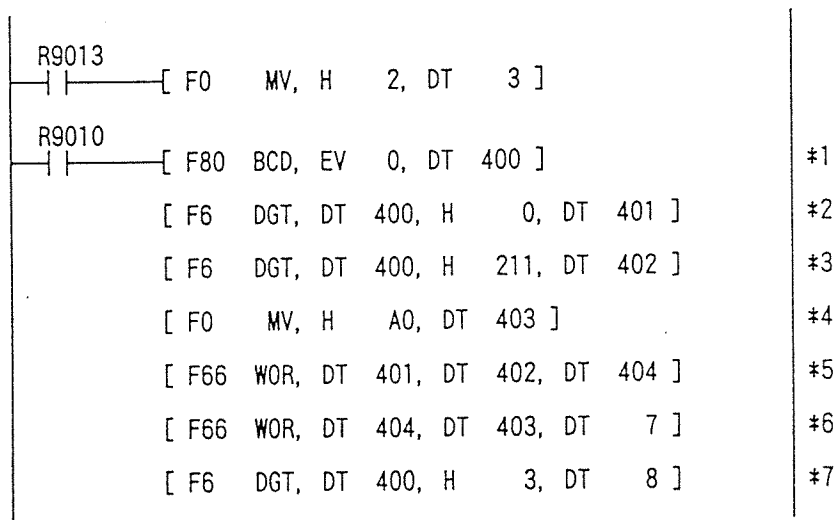 R9013
[ F0 MV, H 2, DT 3 ]
R9010
[ F80 BCD, EV 0, DT 400 ] *1
[ F6 DGT, DT 400, H 0, DT 401 ] *2
[ F6 DGT, DT 400, H 211, DT 402 ] *3
[ F0 MV, H A0, DT 403 ] *4
[ F66 WOR, DT 401, DT 402, DT 404 ] *5
[ F66 WOR, DT 404, DT 403, DT 7 ] *6
[ F6 DGT, DT 400, H 3, DT 8 ] *7